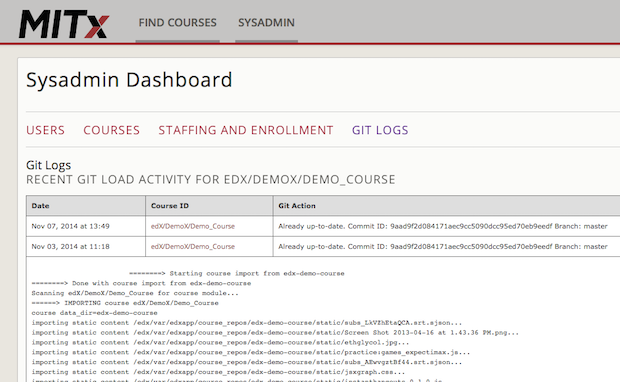 MITx FIND COURSES SYSADMIN
Sysadmin Dashboard
USERS COURSES STAFFING AND ENROLLMENT GIT LOGS
Git Logs
RECENT GIT LOAD ACTIVITY FOR EDX/DEMOX/DEMO_COURSE
Date Course ID Git Action
Nov 07, 2014 at 13:49 edX/DemoX/Demo_Course Already up-to-date. Commit ID: 9aad9f2d084171aec9cc5090dcc95ed70eb9eedf Branch: master
Nov 03, 2014 at 11:18 edX/DemoX/Demo_Course Already up-to-date. Commit ID: 9aad9f2d084171aec9cc5090dcc95ed70eb9eedf Branch: master
========> Starting course import from edx-demo-course
========> Done with course import from edx-demo-course
Scanning edX/DemoX/Demo_Course for course module...
======> IMPORTING course edX/DemoX/Demo_Course
course data_dir=edx-demo-course
importing static content /edx/var/edxapp/course_repos/edx-demo-course/static/subs_LkVZhEtaQCA.srt.sjson...
importing static content /edx/var/edxapp/course_repos/edx-demo-course/static/Screen Shot 2013-04-16 at 1.43.36 PM.png...
importing static content /edx/var/edxapp/course_repos/edx-demo-course/static/ethglycol.jpg...
importing static content /edx/var/edxapp/course_repos/edx-demo-course/static/practice:games_expectimax.js...
importing static content /edx/var/edxapp/course_repos/edx-demo-course/static/subs_AEwvgztBf44.srt.sjson...
importing static content /edx/var/edxapp/course_repos/edx-demo-course/static/jsxgraph.css...